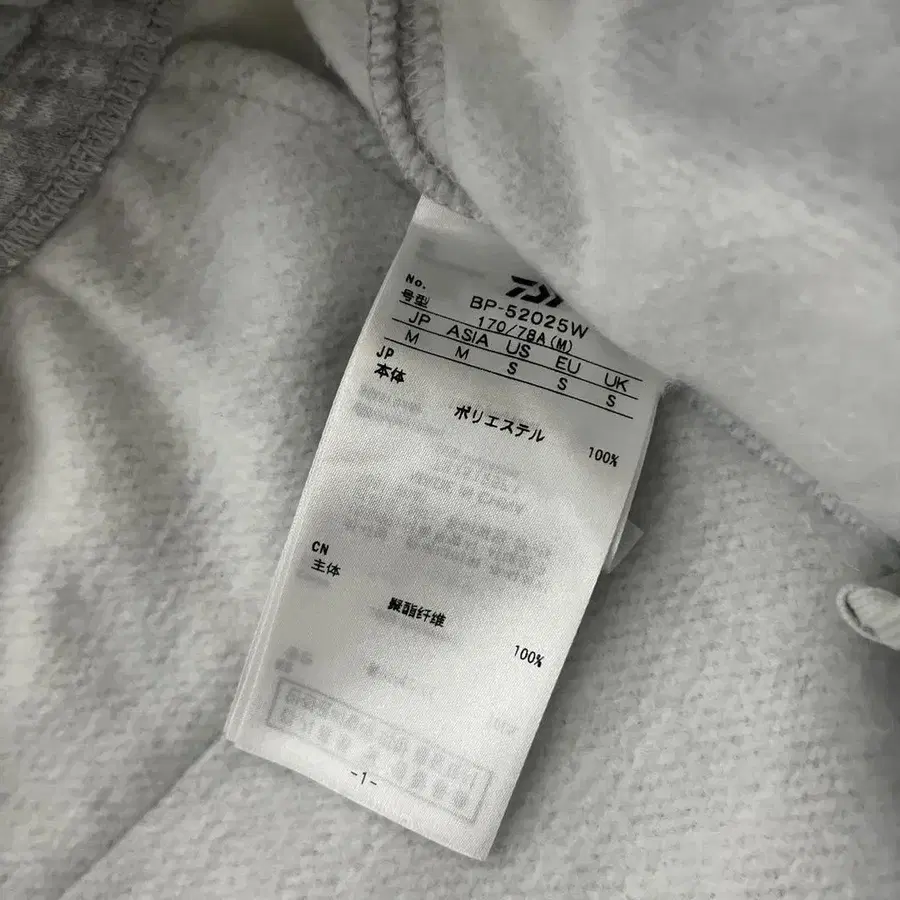 No. BP-52025W
号型 170/78A(M)
JP ASIA US EU UK
M M S S S
JP
本体
ポリエステル 100%
CN
主体
聚酯纤维 100%
-1-